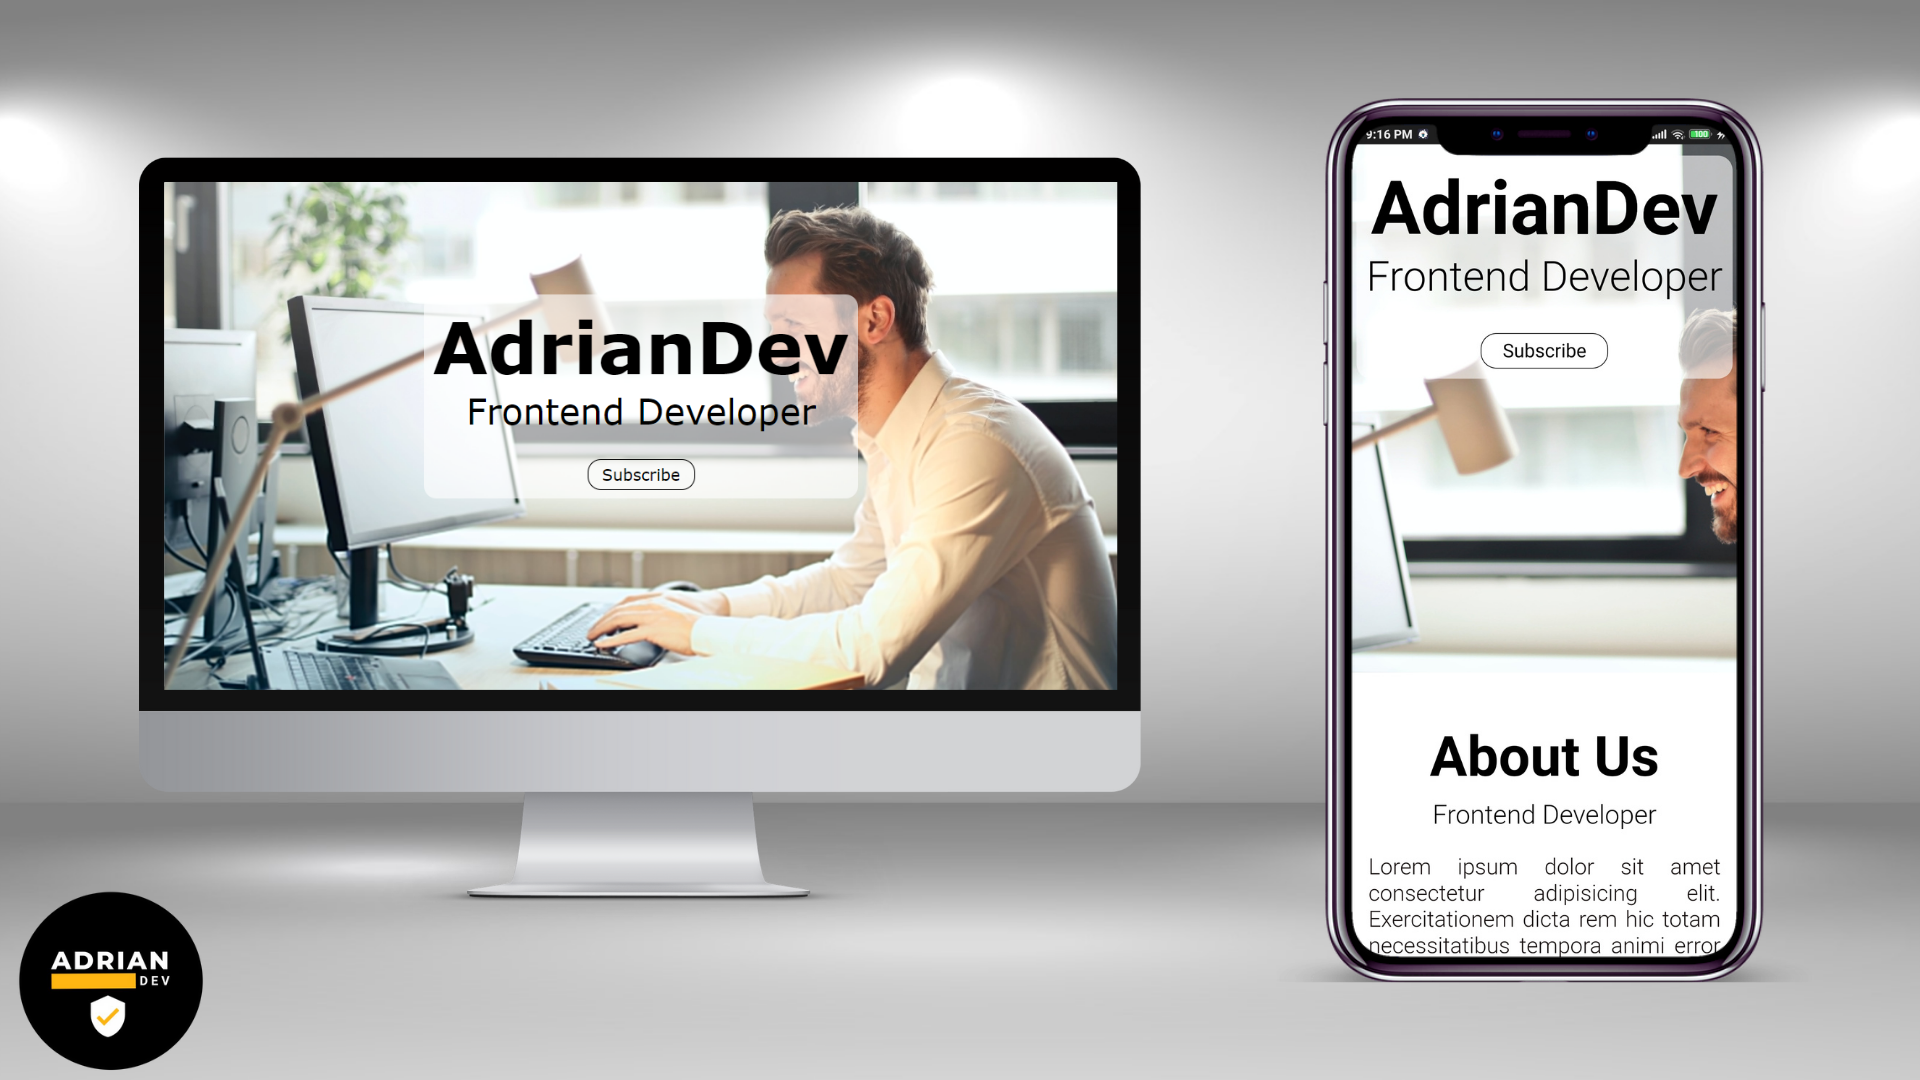 AdrianDev
Frontend Developer
Subscribe
9:16 PM
100
AdrianDev
Frontend Developer
Subscribe
About Us
Frontend Developer
Lorem ipsum dolor sit amet
consectetur adipisicing elit.
Exercitationem dicta rem hic totam
necessitatibus tempora animi error
ADRIAN
DEV